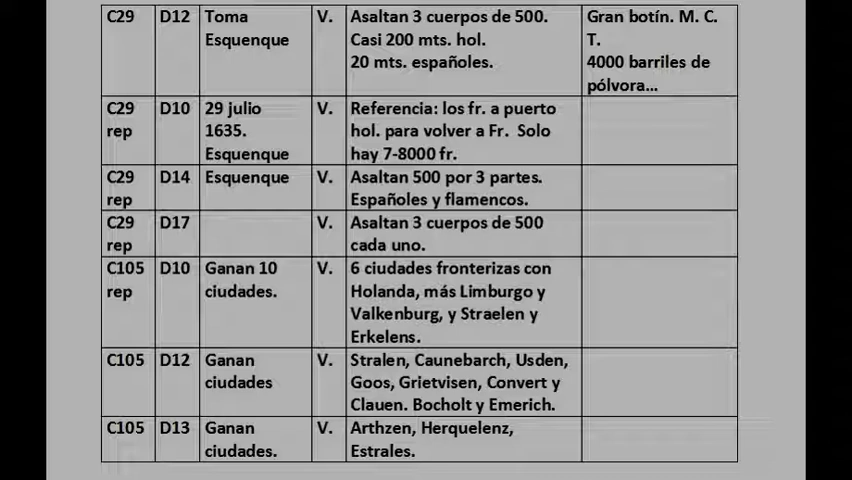 C29 D12 Toma V. Asaltan 3 cuerpos de 500. Gran botín. M. C.
Esquenque Casi 200 mts. hol. T.
20 mts. españoles. 4000 barriles de
pólvora…
C29 D10 29 julio V. Referencia: los fr. a puerto
rep 1635. hol. para volver a Fr. Solo
Esquenque hay 7-8000 fr.
C29 D14 Esquenque V. Asaltan 500 por 3 partes.
rep Españoles y flamencos.
C29 D17 V. Asaltan 3 cuerpos de 500
rep cada uno.
C105 D10 Ganan 10 V. 6 ciudades fronterizas con
rep ciudades. Holanda, más Limburgo y
Valkenburg, y Straelen y
Erkelens.
C105 D12 Ganan V. Stralen, Caunebarch, Usden,
ciudades Goos, Grietvisen, Convert y
Clauen. Bocholt y Emerich.
C105 D13 Ganan V. Arthzen, Herquelenz,
ciudades. Estrales.